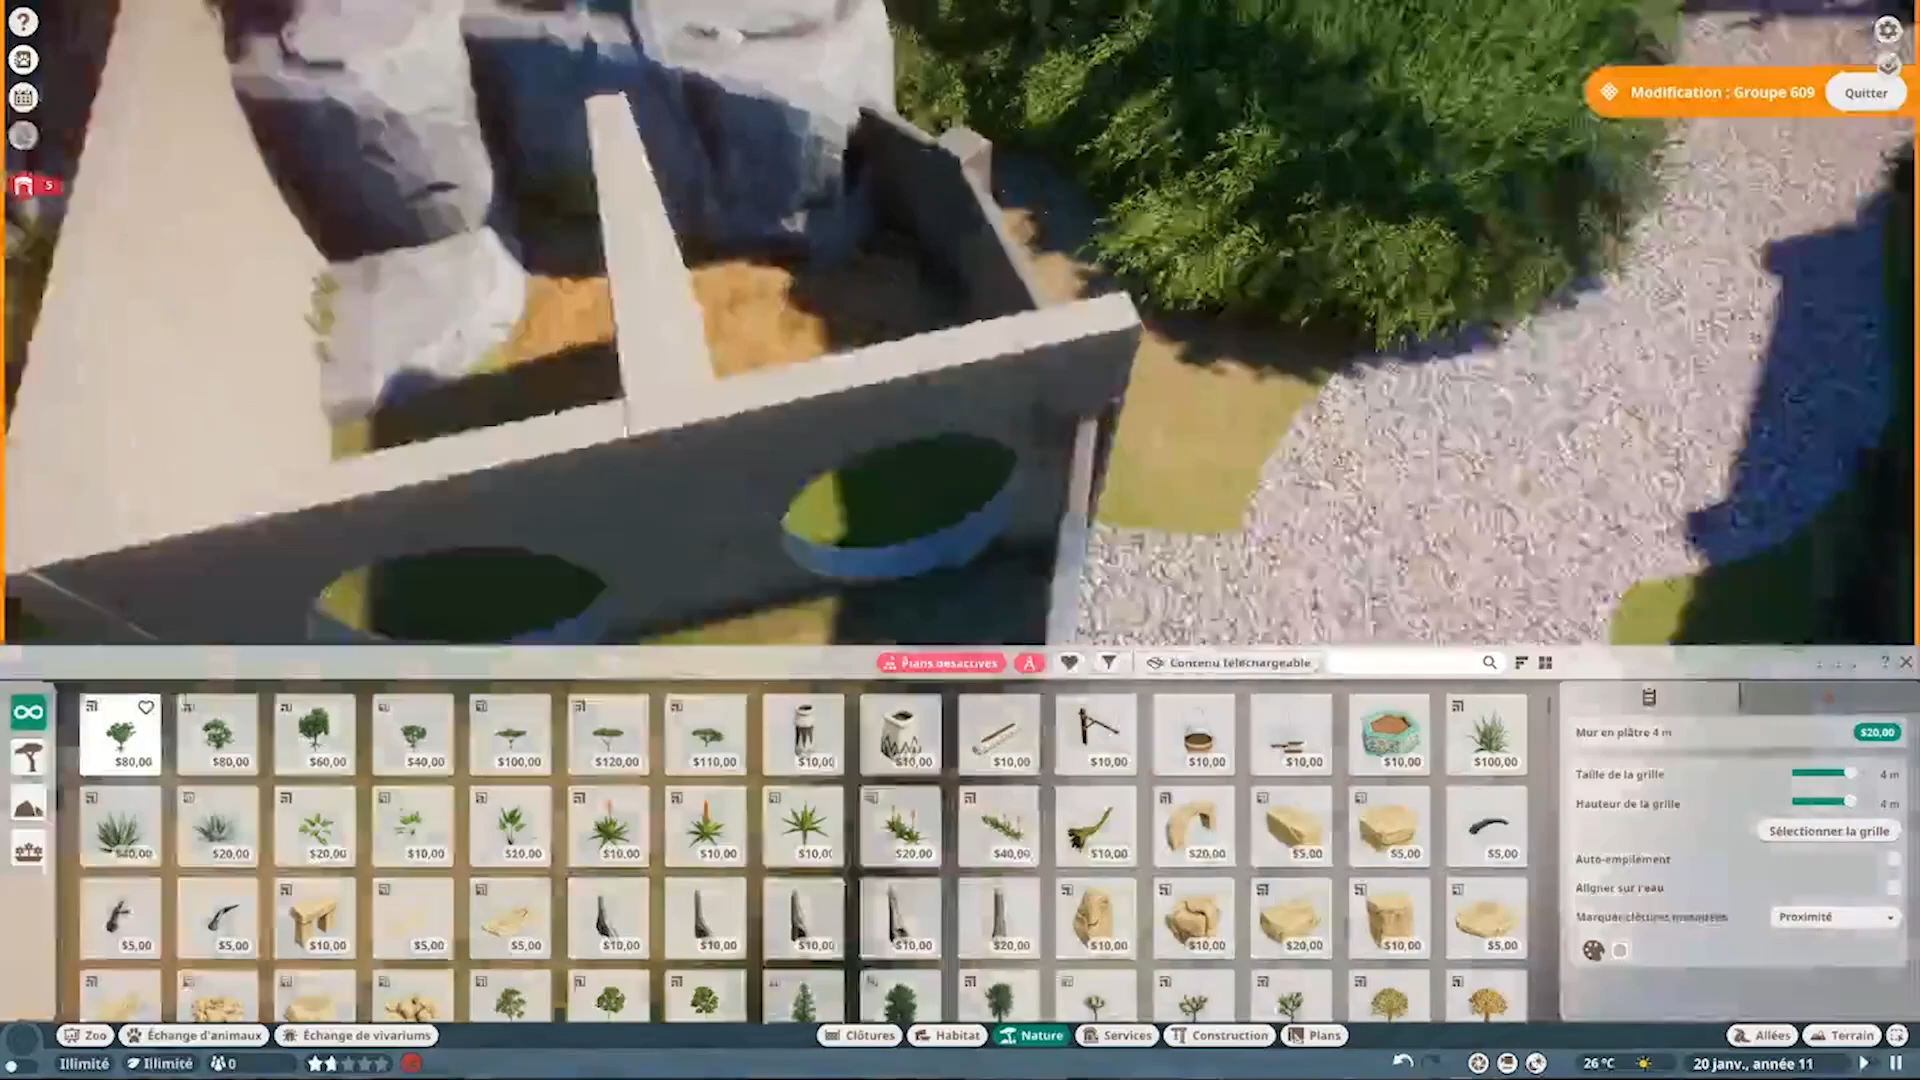 ?
Modification : Groupe 609
Quitter
5
Plans désactivés
Contenu téléchargeable
?
$80,00 $80,00 $60,00 $40,00 $100,00 $120,00 $110,00 $10,00 $10,00 $10,00 $10,00 $10,00 $10,00 $10,00 $100,00
$40,00 $20,00 $20,00 $10,00 $20,00 $10,00 $10,00 $10,00 $20,00 $40,00 $10,00 $20,00 $5,00 $5,00 $5,00
$5,00 $5,00 $10,00 $5,00 $5,00 $10,00 $10,00 $10,00 $10,00 $20,00 $10,00 $10,00 $20,00 $10,00 $5,00
Mur en plâtre 4 m $20,00
Taille de la grille 4 m
Hauteur de la grille 4 m
Sélectionner la grille
Auto-empilement
Aligner sur l'eau
Proximité
Zoo Échange d'animaux Échange de vivariums Clôtures Habitat Nature Services Construction Plans Allées Terrain
Illimité Illimité 0 26 °C 20 janv., année 11